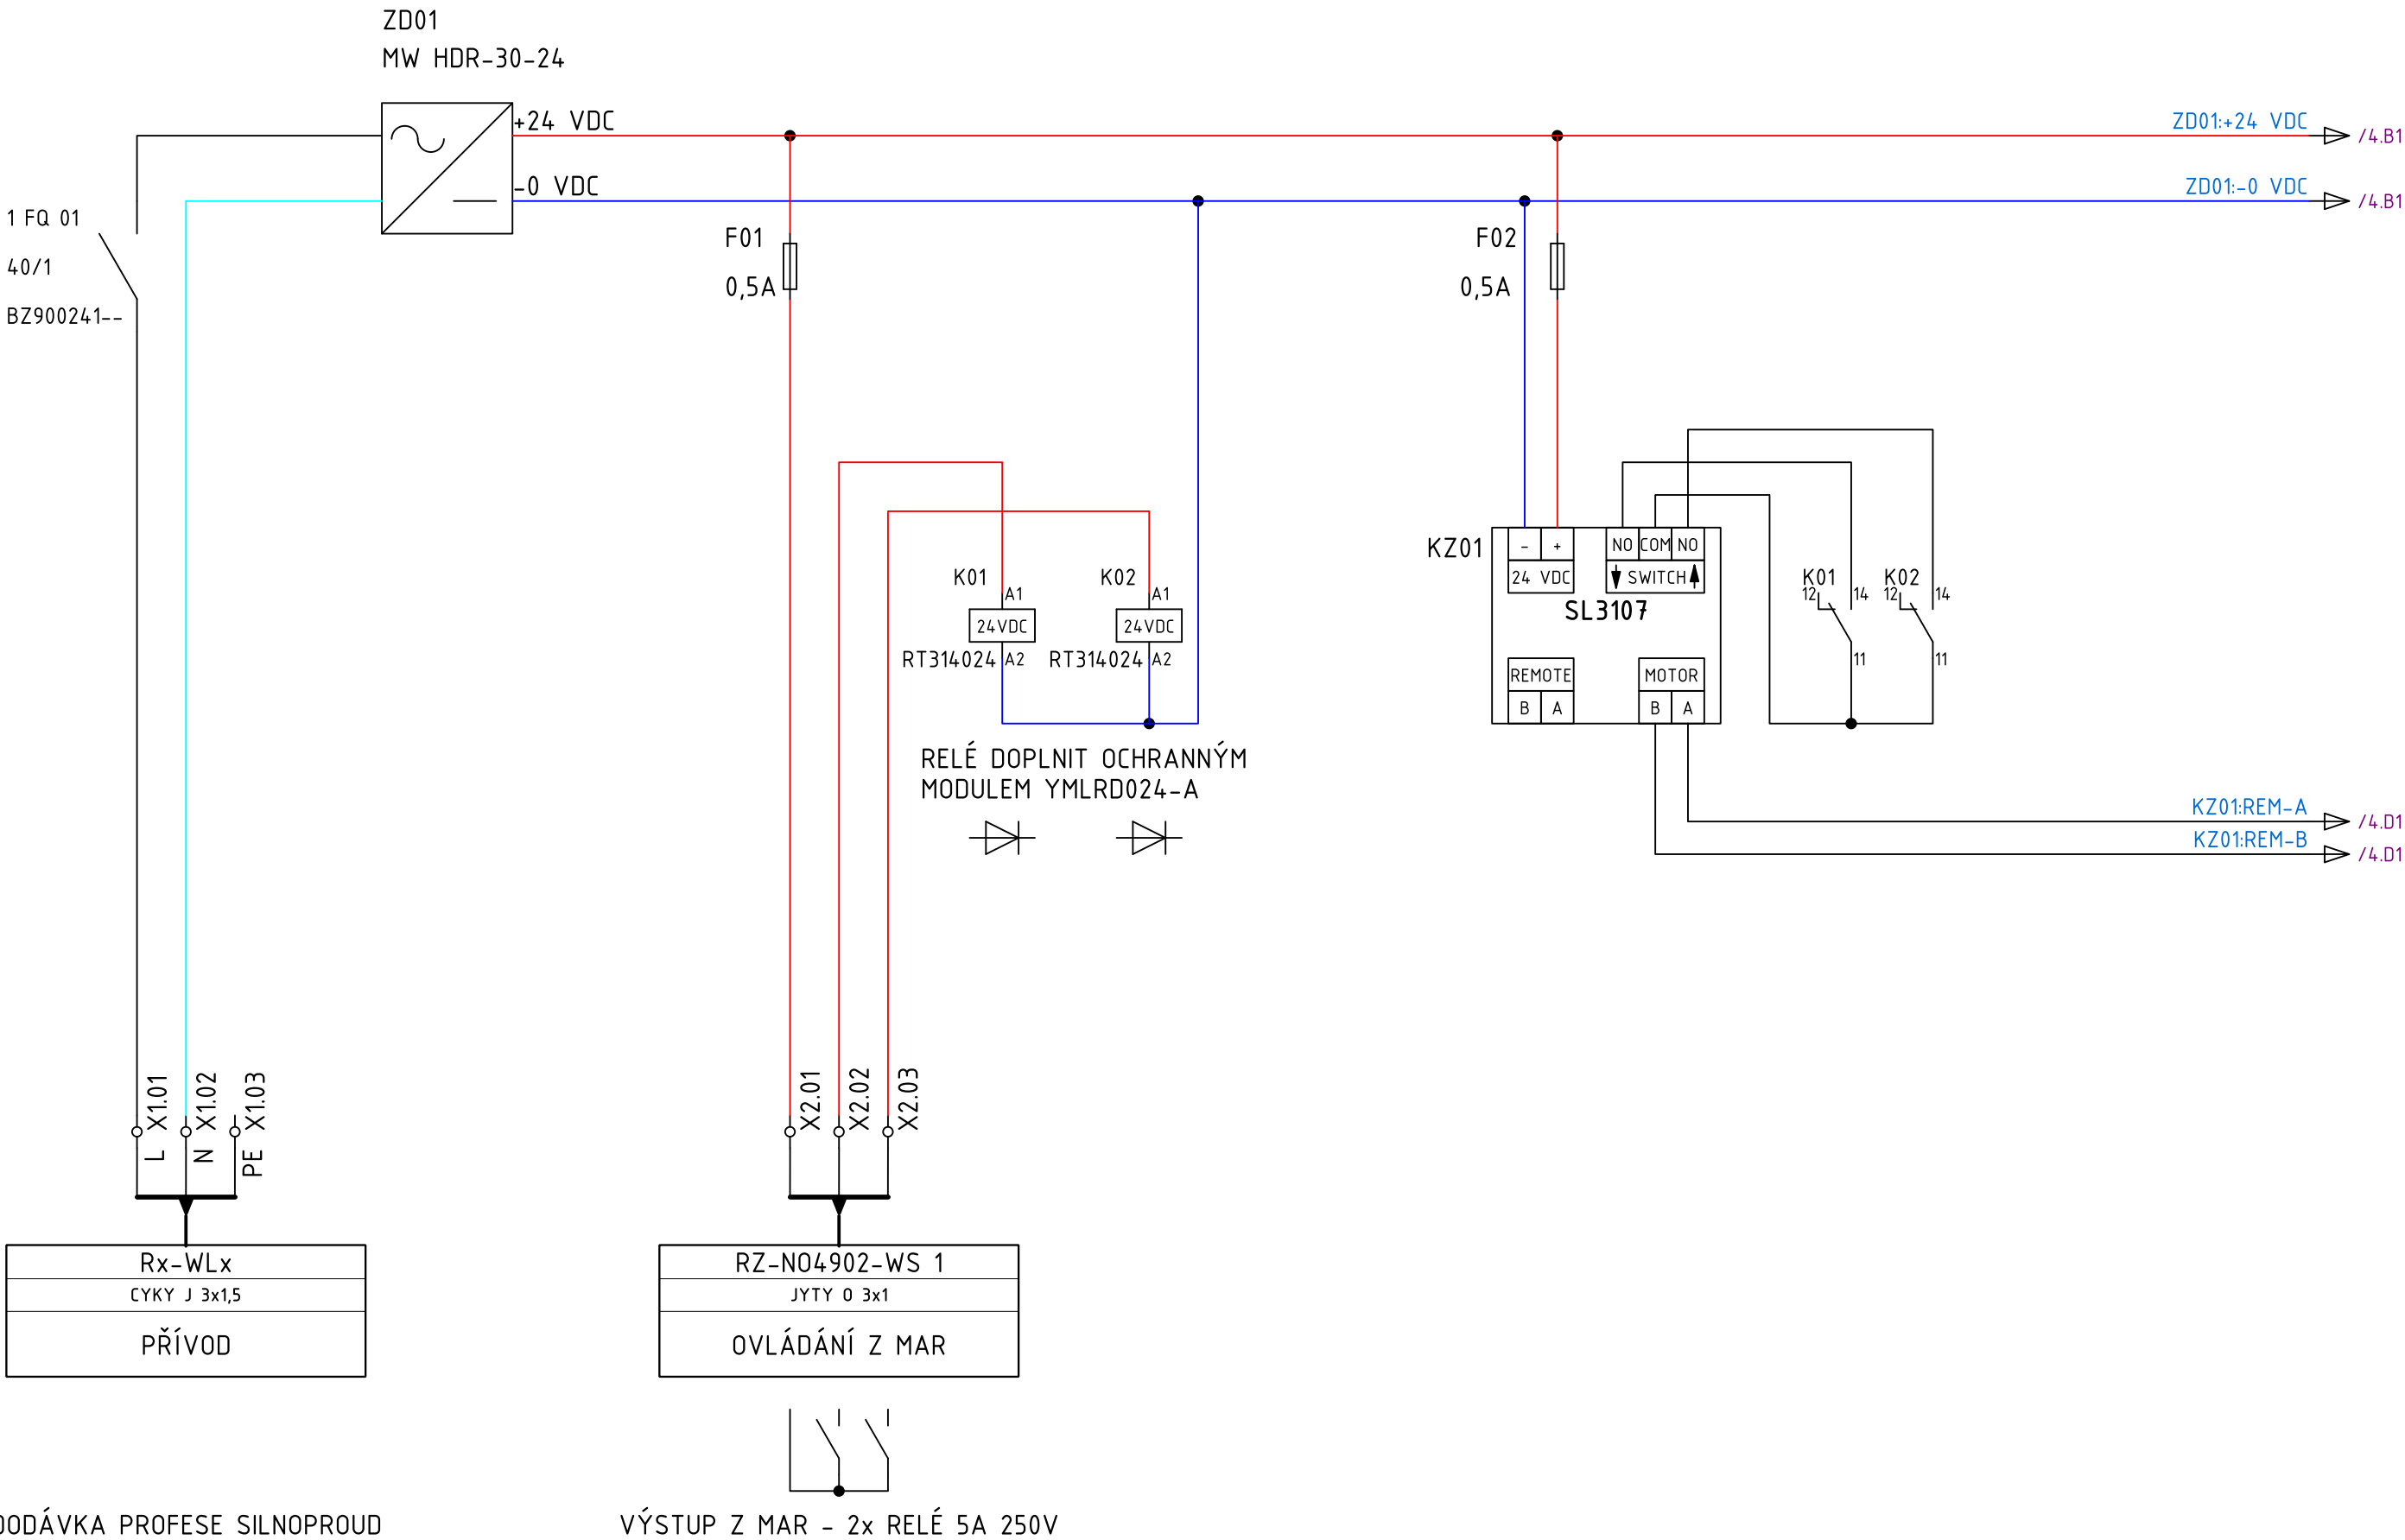 ZD01
MW HDR-30-24
+24 VDC
-0 VDC
ZD01:+24 VDC
/4.B1
ZD01:-0 VDC
/4.B1
1 FQ 01
40/1
BZ900241--
F01
0,5A
F02
0,5A
KZ01
- +
24 VDC
NO COM NO
SWITCH
SL3107
REMOTE
B A
MOTOR
B A
K01
A1
24VDC
RT314024
A2
K02
A1
24VDC
RT314024
A2
K01
12
14
11
K02
12
14
11
RELÉ DOPLNIT OCHRANNÝM
MODULEM YMLRD024-A
KZ01:REM-A
/4.D1
KZ01:REM-B
/4.D1
X1.01
X1.02
X1.03
L
N
PE
X2.01
X2.02
X2.03
Rx-WLx
CYKY J 3x1,5
PŘÍVOD
RZ-NO4902-WS 1
JYTY O 3x1
OVLÁDÁNÍ Z MAR
DODÁVKA PROFESE SILNOPROUD
VÝSTUP Z MAR - 2x RELÉ 5A 250V